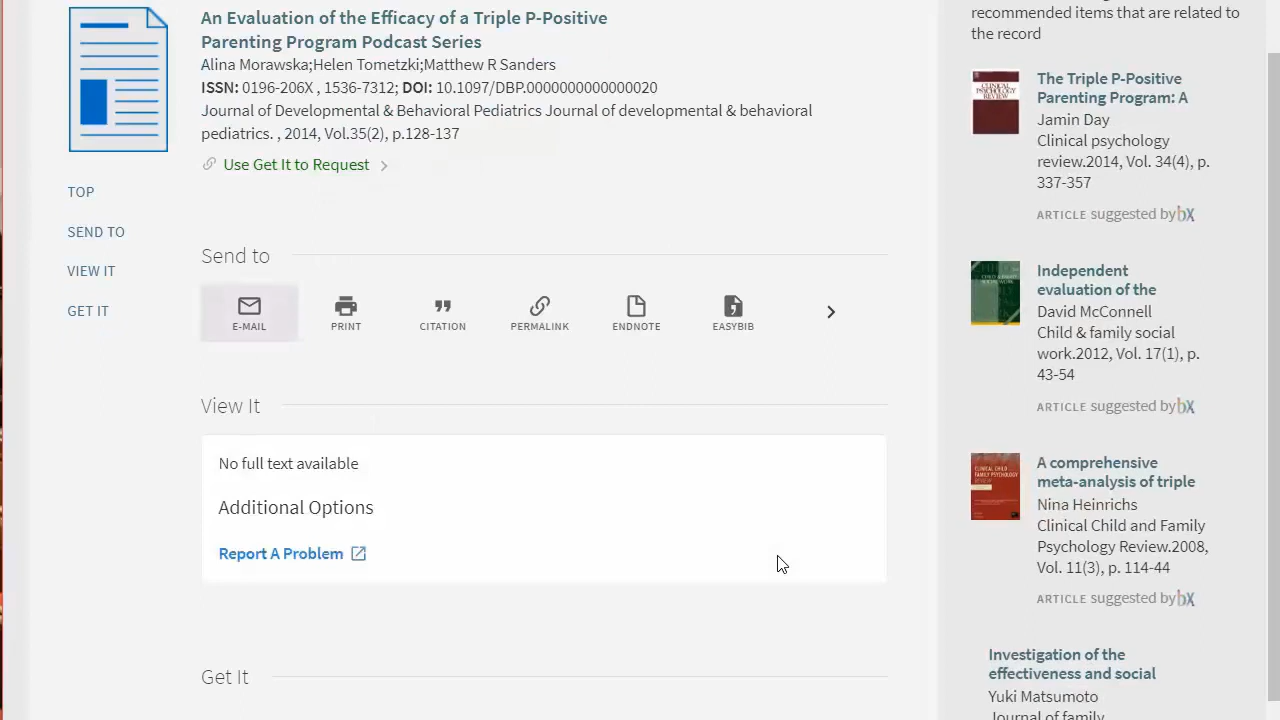 An Evaluation of the Efficacy of a Triple P-Positive
Parenting Program Podcast Series
Alina Morawska;Helen Tometzki;Matthew R Sanders
ISSN: 0196-206X , 1536-7312; DOI: 10.1097/DBP.0000000000000020
Journal of Developmental & Behavioral Pediatrics Journal of developmental & behavioral
pediatrics. , 2014, Vol.35(2), p.128-137
Use Get It to Request
TOP
SEND TO
VIEW IT
GET IT
Send to
E-MAIL
PRINT
CITATION
PERMALINK
ENDNOTE
EASYBIB
View It
No full text available
Additional Options
Report A Problem
Get It
recommended items that are related to
the record
The Triple P-Positive
Parenting Program: A
Jamin Day
Clinical psychology
review.2014, Vol. 34(4), p.
337-357
ARTICLE suggested by bX
Independent
evaluation of the
David McConnell
Child & family social
work.2012, Vol. 17(1), p.
43-54
ARTICLE suggested by bX
A comprehensive
meta-analysis of triple
Nina Heinrichs
Clinical Child and Family
Psychology Review.2008,
Vol. 11(3), p. 114-44
ARTICLE suggested by bX
Investigation of the
effectiveness and social
Yuki Matsumoto
Journal of family